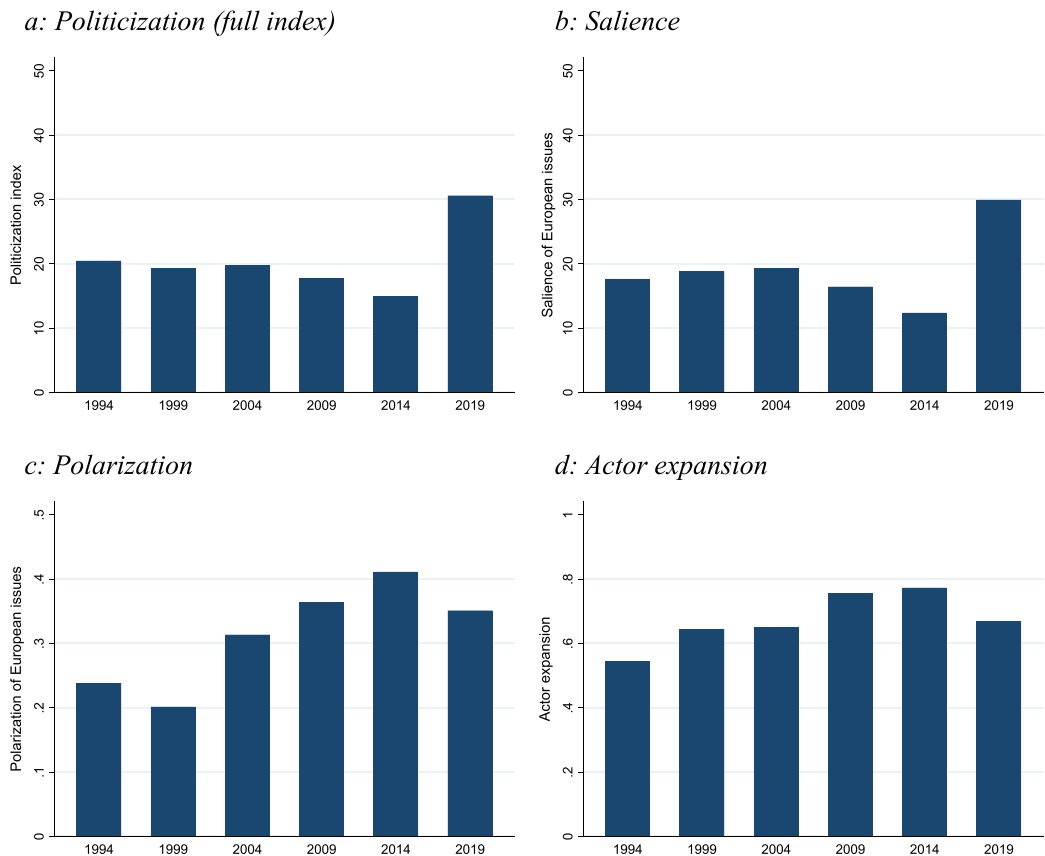 a: Politicization (full index)
b: Salience
Politicization index
50
40
30
20
10
0
1994 1999 2004 2009 2014 2019
Salience of European issues
50
40
30
20
10
0
1994 1999 2004 2009 2014 2019
c: Polarization
d: Actor expansion
Polarization of European issues
.5
.4
.3
.2
.1
0
1994 1999 2004 2009 2014 2019
Actor expansion
1
.8
.6
.4
.2
0
1994 1999 2004 2009 2014 2019